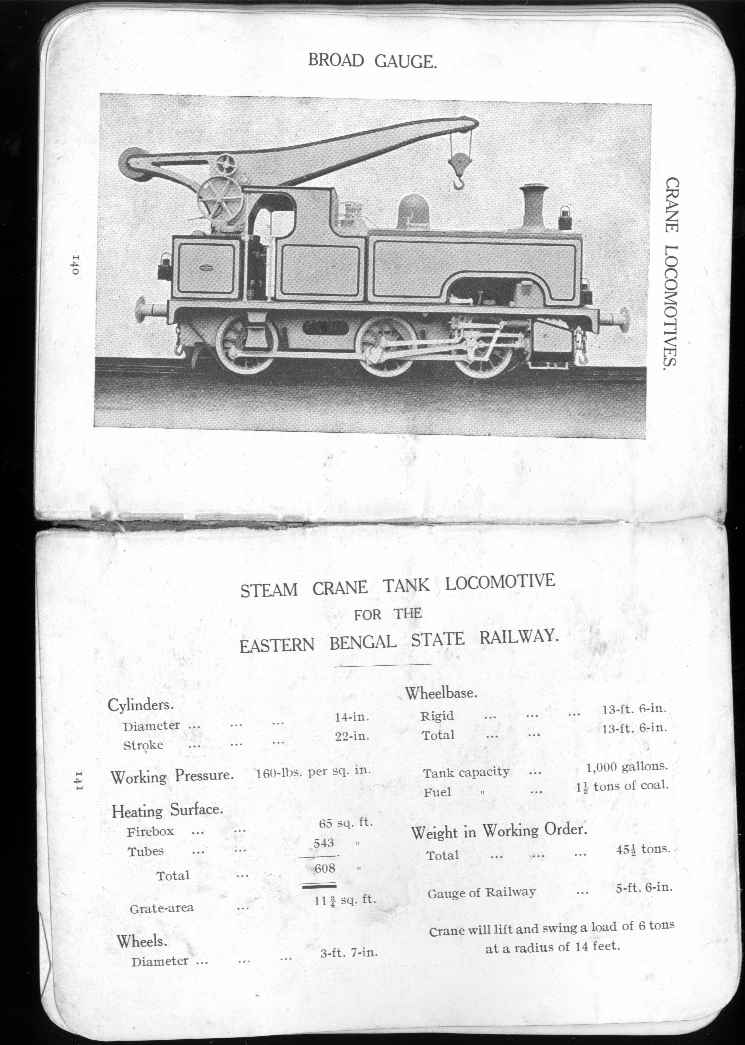 BROAD GAUGE.
CRANE LOCOMOTIVES.
140
STEAM CRANE TANK LOCOMOTIVE
FOR THE
EASTERN BENGAL STATE RAILWAY.
Cylinders.
Diameter ... ... ... 14-in.
Stroke ... ... ... 22-in.
Working Pressure. 160-lbs. per sq. in.
Heating Surface.
Firebox ... ... 65 sq. ft.
Tubes ... ... 543 "
Total ... 608 "
Grate-area ... 11¾ sq. ft.
Wheels.
Diameter ... ... ... 3-ft. 7-in.
Wheelbase.
Rigid ... ... ... 13-ft. 6-in.
Total ... ... 13-ft. 6-in.
Tank capacity ... 1,000 gallons.
Fuel " ... 1½ tons of coal.
Weight in Working Order.
Total ... ... ... 45½ tons.
Gauge of Railway ... 5-ft. 6-in.
Crane will lift and swing a load of 6 tons
at a radius of 14 feet.
141